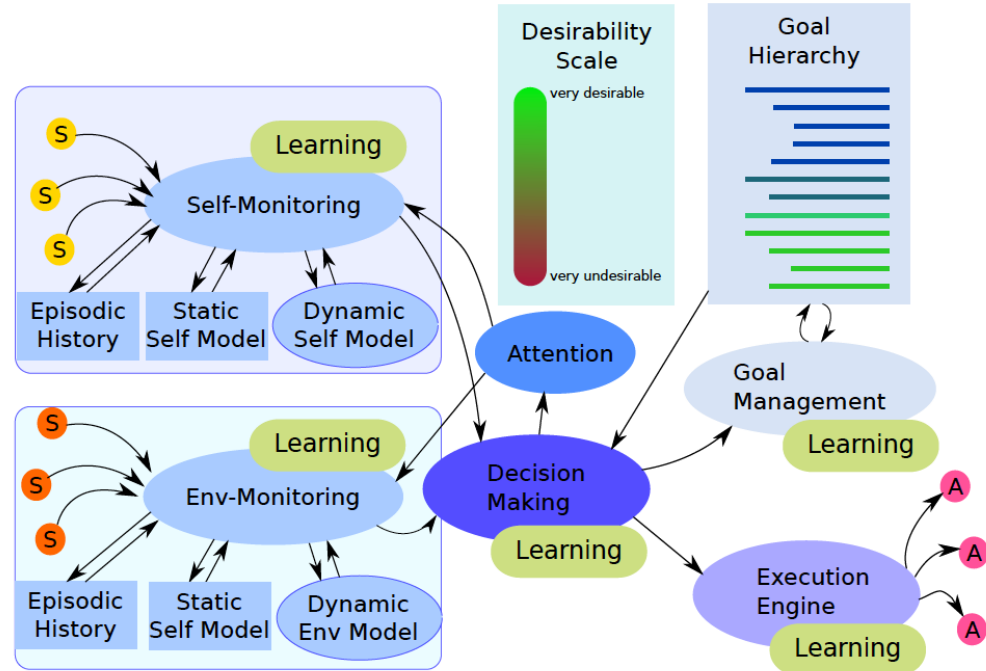 Desirability
Scale
very desirable
very undesirable
Goal
Hierarchy
S
S
S
Learning
Self-Monitoring
Episodic
History
Static
Self Model
Dynamic
Self Model
Attention
Goal
Management
Learning
S
S
S
Learning
Env-Monitoring
Episodic
History
Static
Self Model
Dynamic
Env Model
Decision
Making
Learning
Execution
Engine
Learning
A
A
A